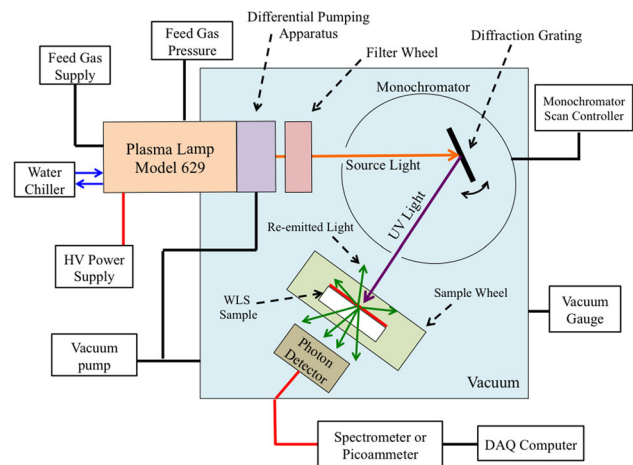 Differential Pumping
Apparatus
Feed Gas
Pressure
Feed Gas
Supply
Filter Wheel
Diffraction Grating
Monochromator
Monochromator
Scan Controller
Plasma Lamp
Model 629
Source Light
Water
Chiller
UV Light
Re-emitted Light
HV Power
Supply
WLS
Sample
Sample Wheel
Vacuum
Gauge
Vacuum
pump
Photon
Detector
Vacuum
Spectrometer or
Picoammeter
DAQ Computer